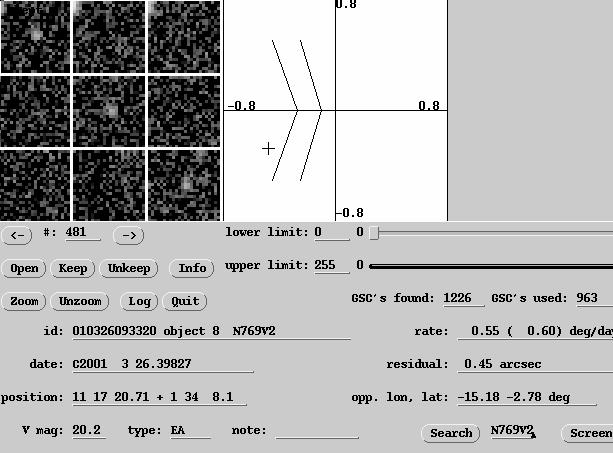 0.8
-0.8 0.8
-0.8
<- #: 481 -> lower limit: 0 0
Open Keep Unkeep Info upper limit: 255 0
Zoom Unzoom Log Quit GSC's found: 1226 GSC's used: 963
id: 010326093320 object 8 N769V2 rate: 0.55 ( 0.60) deg/day
date: C2001 3 26.39827 residual: 0.45 arcsec
position: 11 17 20.71 + 1 34 8.1 opp. lon, lat: -15.18 -2.78 deg
V mag: 20.2 type: EA note: Search N769V2 Screen